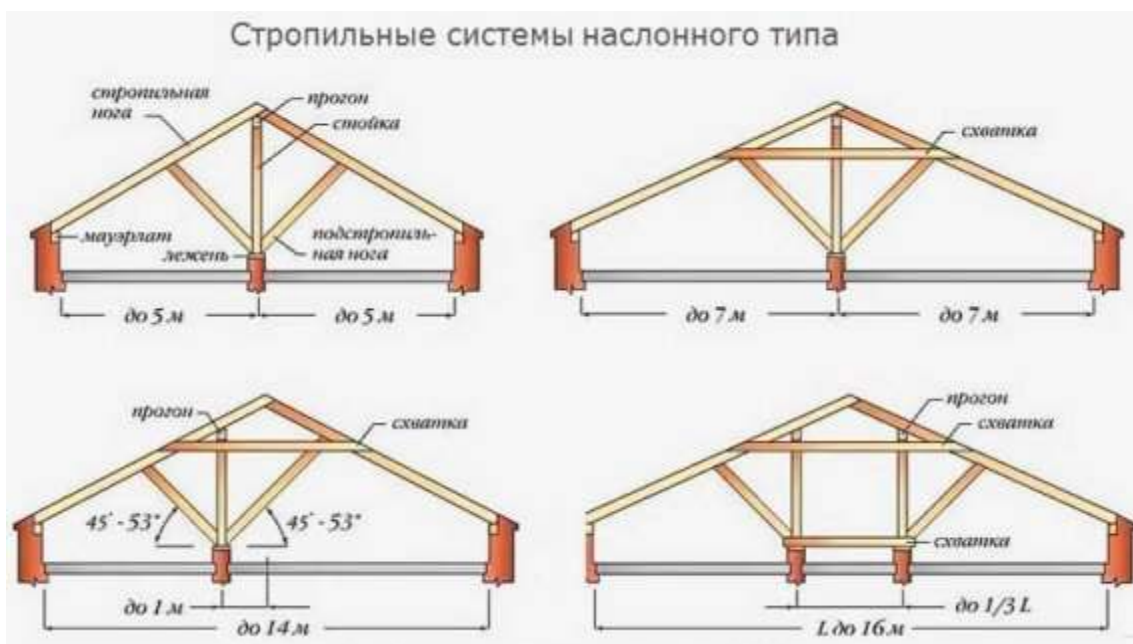 Стропильные системы наслонного типа
стропильная
нога
прогон
стойка
мауэрлат
лежень
подстропиль-
ная нога
до 5 м
до 5 м
схватка
до 7 м
до 7 м
прогон
схватка
45° - 53°
45° - 53°
до 1 м
до 14 м
прогон
схватка
схватка
до 1/3 L
L до 16 м